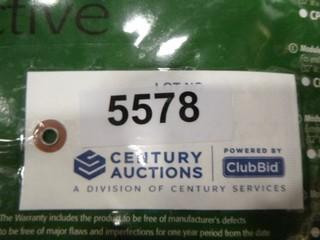 ctive
CP
LOT NO
5578
CENTURY AUCTIONS
POWERED BY
ClubBid
A DIVISION OF CENTURY SERVICES
The Warranty includes the product to be free of manufacturer's defects
to be free of major flaws and imperfections for one year period from the date